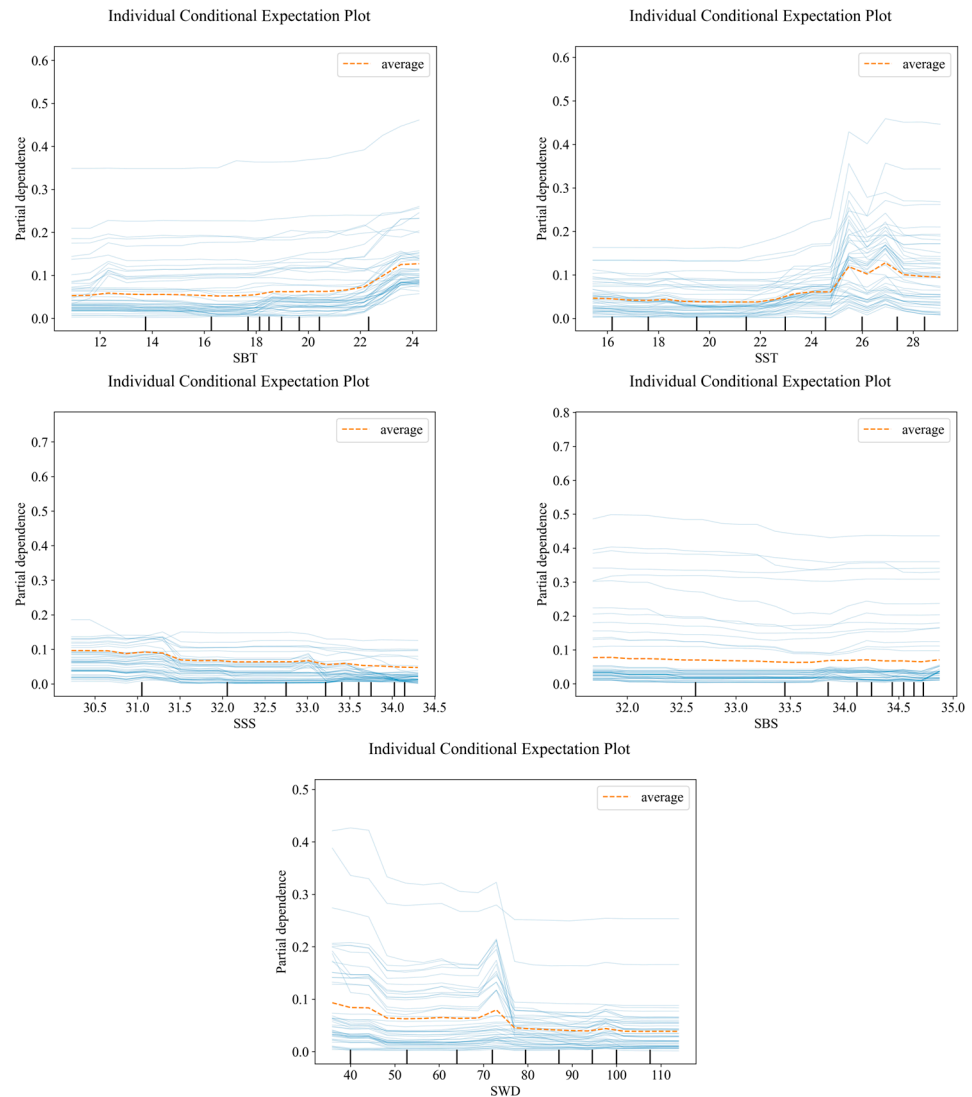 Individual Conditional Expectation Plot
average
0.6
0.5
0.4
0.3
0.2
0.1
0.0
Partial dependence
12 14 16 18 20 22 24
SBT
Individual Conditional Expectation Plot
average
0.6
0.5
0.4
0.3
0.2
0.1
0.0
Partial dependence
16 18 20 22 24 26 28
SST
Individual Conditional Expectation Plot
average
0.7
0.6
0.5
0.4
0.3
0.2
0.1
0.0
Partial dependence
30.5 31.0 31.5 32.0 32.5 33.0 33.5 34.0 34.5
SSS
Individual Conditional Expectation Plot
average
0.8
0.7
0.6
0.5
0.4
0.3
0.2
0.1
0.0
Partial dependence
32.0 32.5 33.0 33.5 34.0 34.5 35.0
SBS
Individual Conditional Expectation Plot
average
0.5
0.4
0.3
0.2
0.1
0.0
Partial dependence
40 50 60 70 80 90 100 110
SWD